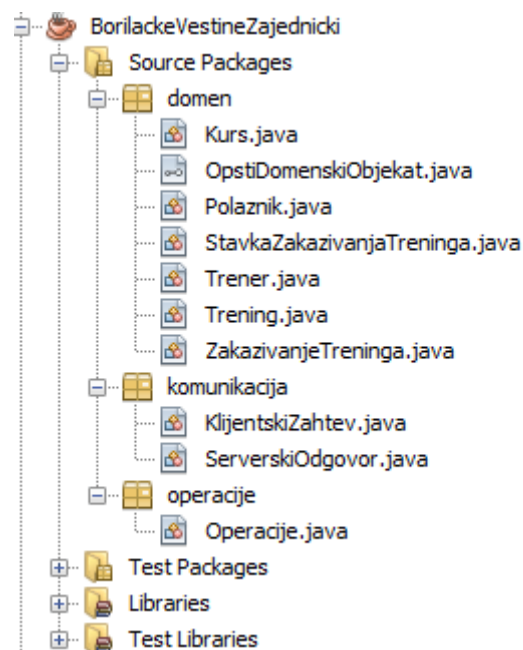 BorilackeVestineZajednicki
Source Packages
domen
Kurs.java
OpstiDomenskiObjekat.java
Polaznik.java
StavkaZakazivanjaTreninga.java
Trener.java
Trening.java
ZakazivanjeTreninga.java
komunikacija
KlijentskiZahtev.java
ServerskiOdgovor.java
operacije
Operacije.java
Test Packages
Libraries
Test Libraries